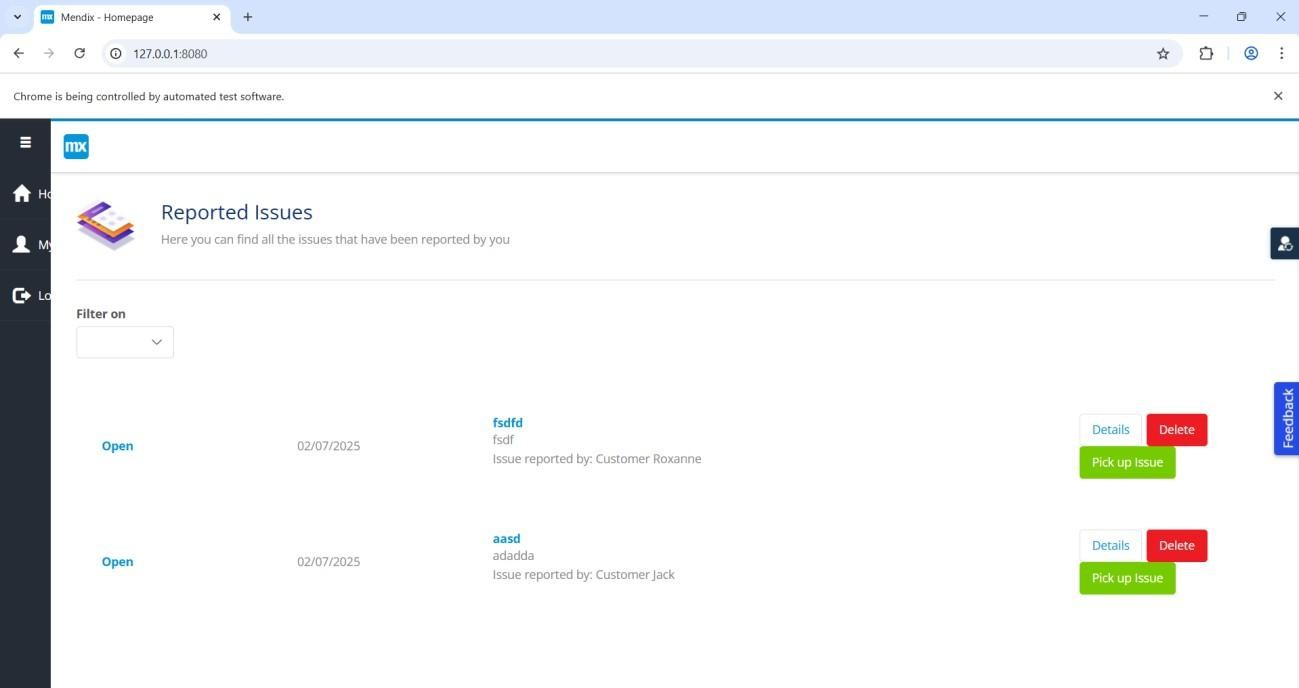 mx Mendix - Homepage
127.0.0.1:8080
Chrome is being controlled by automated test software.
mx
Ho
My
Lo
Reported Issues
Here you can find all the issues that have been reported by you
Filter on
Feedback
Open
02/07/2025
fsdfd
fsdf
Issue reported by: Customer Roxanne
Details
Delete
Pick up Issue
Open
02/07/2025
aasd
adadda
Issue reported by: Customer Jack
Details
Delete
Pick up Issue